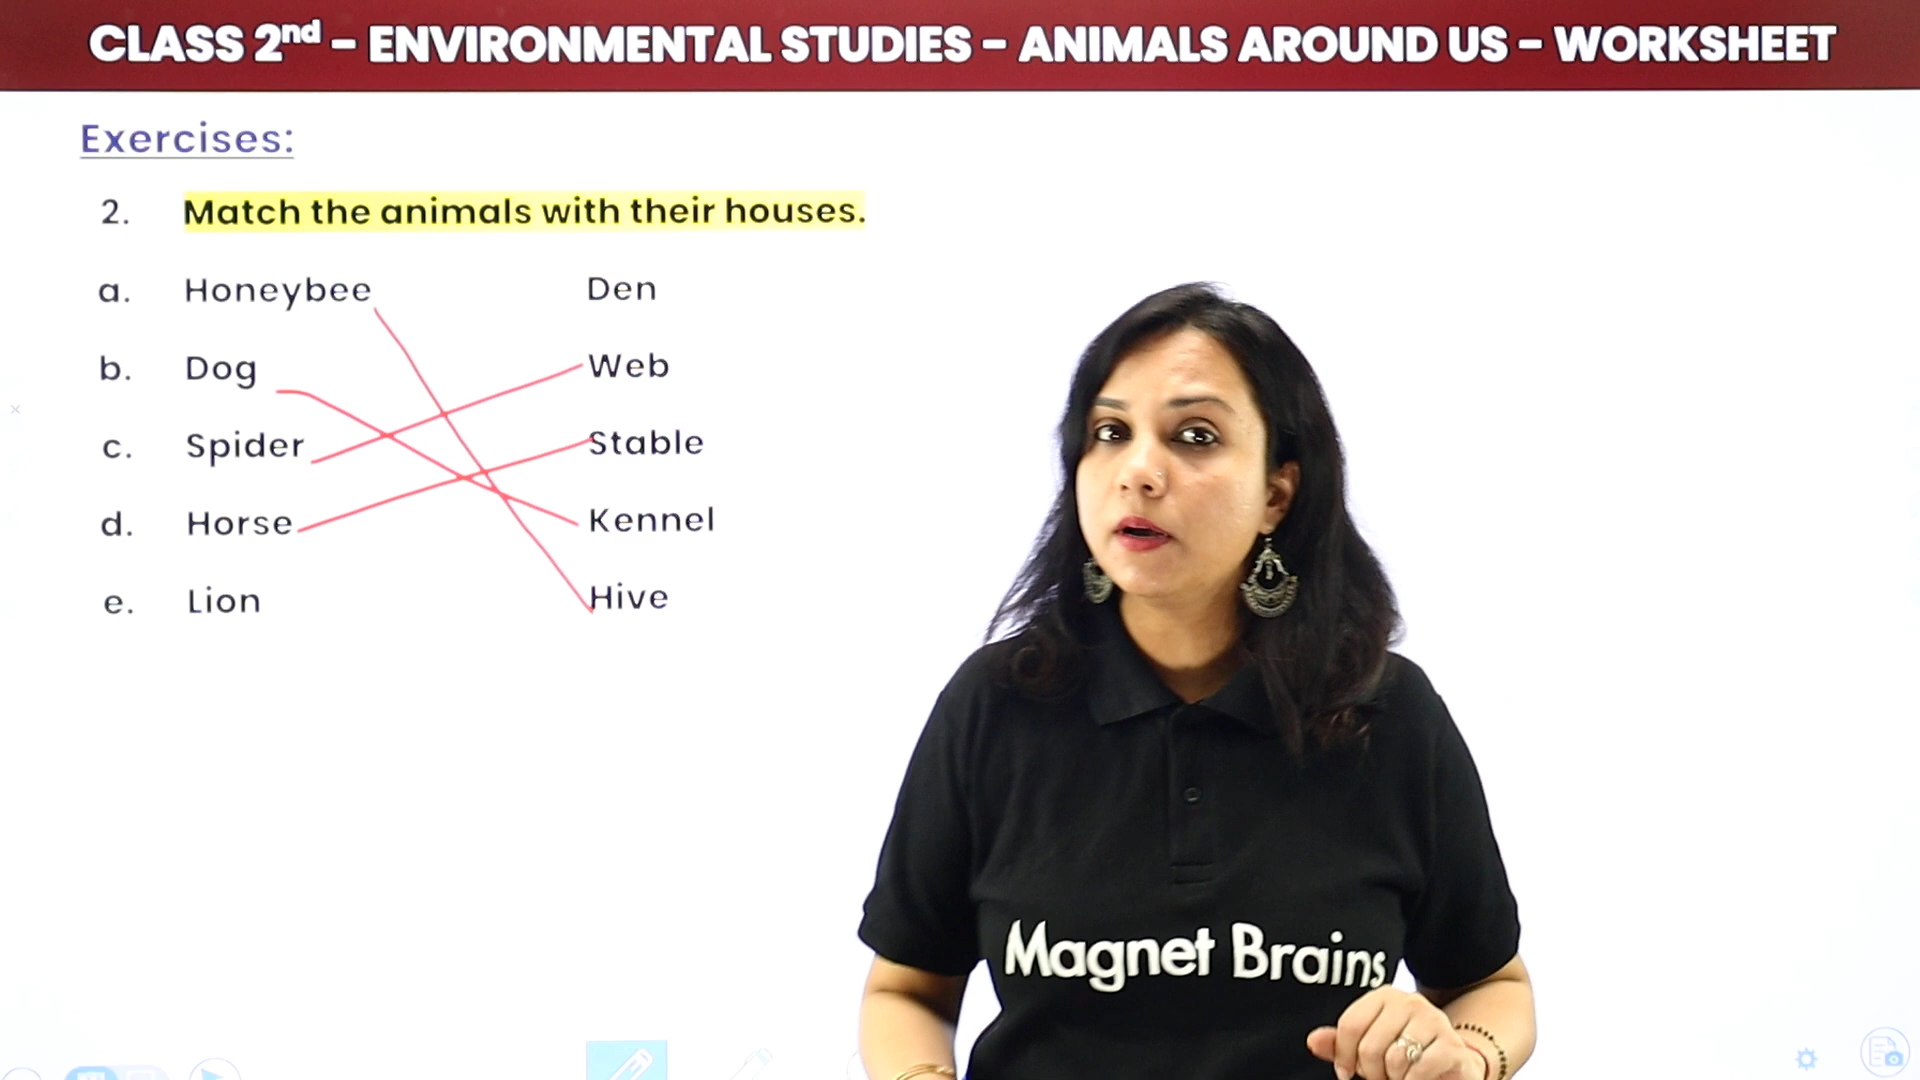 CLASS 2nd – ENVIRONMENTAL STUDIES – ANIMALS AROUND US – WORKSHEET
Exercises:
2. Match the animals with their houses.
a. Honeybee Den
b. Dog Web
c. Spider Stable
d. Horse Kennel
e. Lion Hive
Magnet Brains